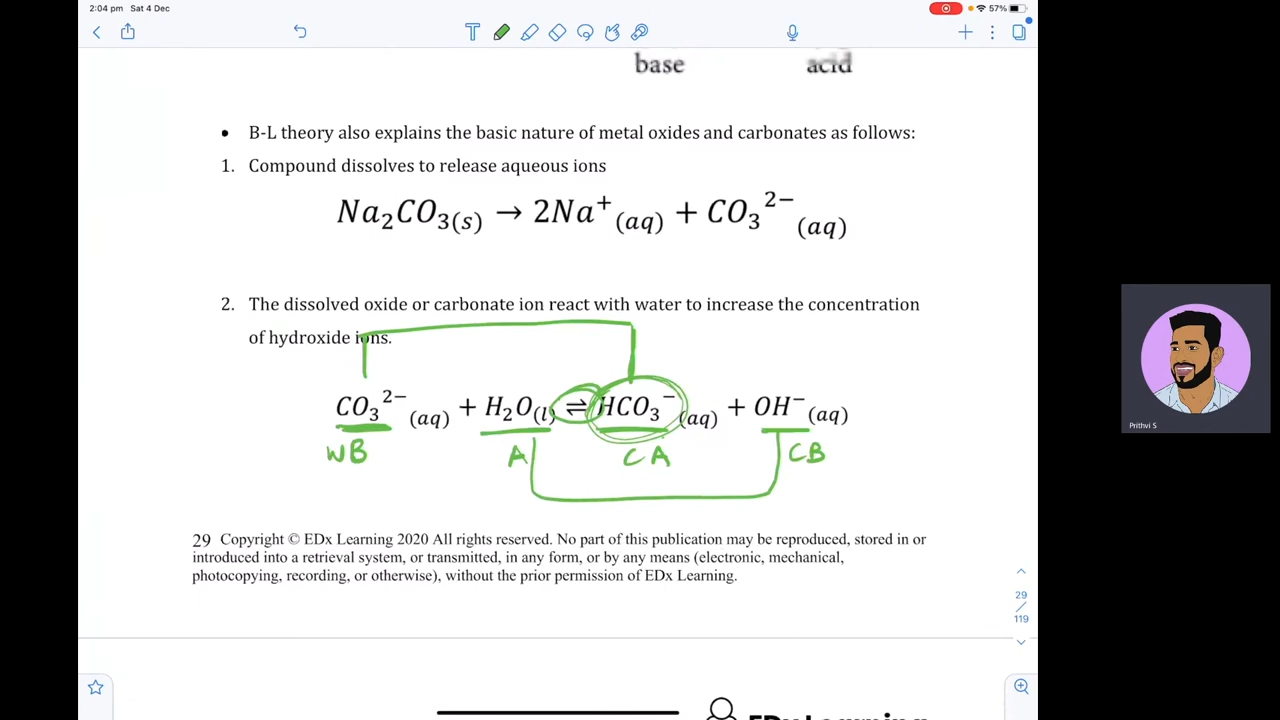 2:04 pm Sat 4 Dec
57%
T
base acid
• B-L theory also explains the basic nature of metal oxides and carbonates as follows:
1. Compound dissolves to release aqueous ions
Na₂CO₃(s) → 2Na⁺(aq) + CO₃²⁻(aq)
2. The dissolved oxide or carbonate ion react with water to increase the concentration
of hydroxide ions.
CO₃²⁻(aq) + H₂O(l) ⇌ HCO₃⁻(aq) + OH⁻(aq)
WB A CA CB
29 Copyright © EDx Learning 2020 All rights reserved. No part of this publication may be reproduced, stored in or
introduced into a retrieval system, or transmitted, in any form, or by any means (electronic, mechanical,
photocopying, recording, or otherwise), without the prior permission of EDx Learning.
29
/
119
EDx Learning
Prithvi S